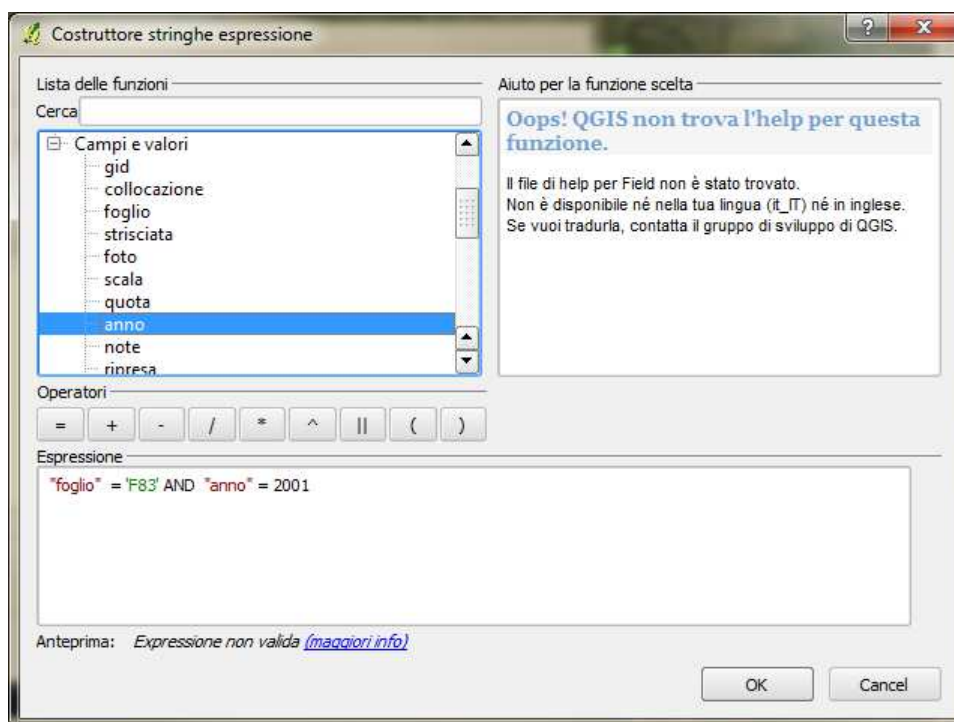 Costruttore stringhe espressione
? x
Lista delle funzioni
Cerca
Campi e valori
gid
collocazione
foglio
strisciata
foto
scala
quota
anno
note
ripresa
Aiuto per la funzione scelta
Oops! QGIS non trova l'help per questa
funzione.
Il file di help per Field non è stato trovato.
Non è disponibile né nella tua lingua (it_IT) né in inglese.
Se vuoi tradurla, contatta il gruppo di sviluppo di QGIS.
Operatori
= + - / * ^ || ( )
Espressione
"foglio" = 'F83' AND "anno" = 2001
Anteprima: Expressione non valida (maggiori info)
OK Cancel